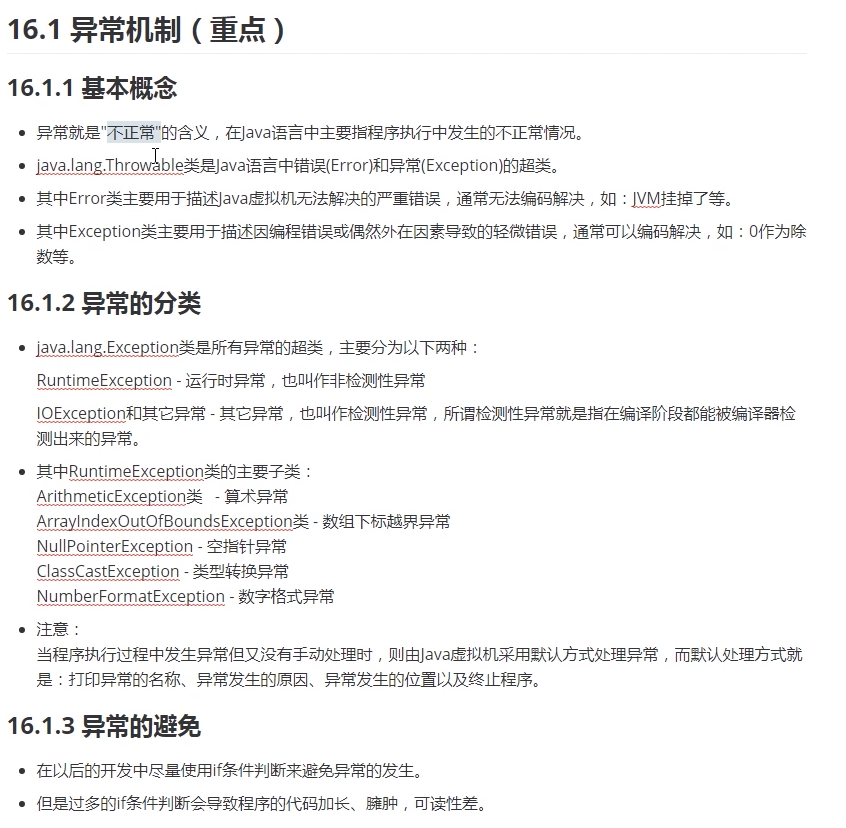 16.1 异常机制（重点）
16.1.1 基本概念
异常就是"不正常"的含义，在Java语言中主要指程序执行中发生的不正常情况。
java.lang.Throwable类是Java语言中错误(Error)和异常(Exception)的超类。
其中Error类主要用于描述Java虚拟机无法解决的严重错误，通常无法编码解决，如：JVM挂掉了等。
其中Exception类主要用于描述因编程错误或偶然外在因素导致的轻微错误，通常可以编码解决，如：0作为除
数等。
16.1.2 异常的分类
java.lang.Exception类是所有异常的超类，主要分为以下两种：
RuntimeException - 运行时异常，也叫作非检测性异常
IOException和其它异常 - 其它异常，也叫作检测性异常，所谓检测性异常就是指在编译阶段都能被编译器检
测出来的异常。
其中RuntimeException类的主要子类：
ArithmeticException类 - 算术异常
ArrayIndexOutOfBoundsException类 - 数组下标越界异常
NullPointerException - 空指针异常
ClassCastException - 类型转换异常
NumberFormatException - 数字格式异常
注意：
当程序执行过程中发生异常但又没有手动处理时，则由Java虚拟机采用默认方式处理异常，而默认处理方式就
是：打印异常的名称、异常发生的原因、异常发生的位置以及终止程序。
16.1.3 异常的避免
在以后的开发中尽量使用if条件判断来避免异常的发生。
但是过多的if条件判断会导致程序的代码加长、臃肿，可读性差。